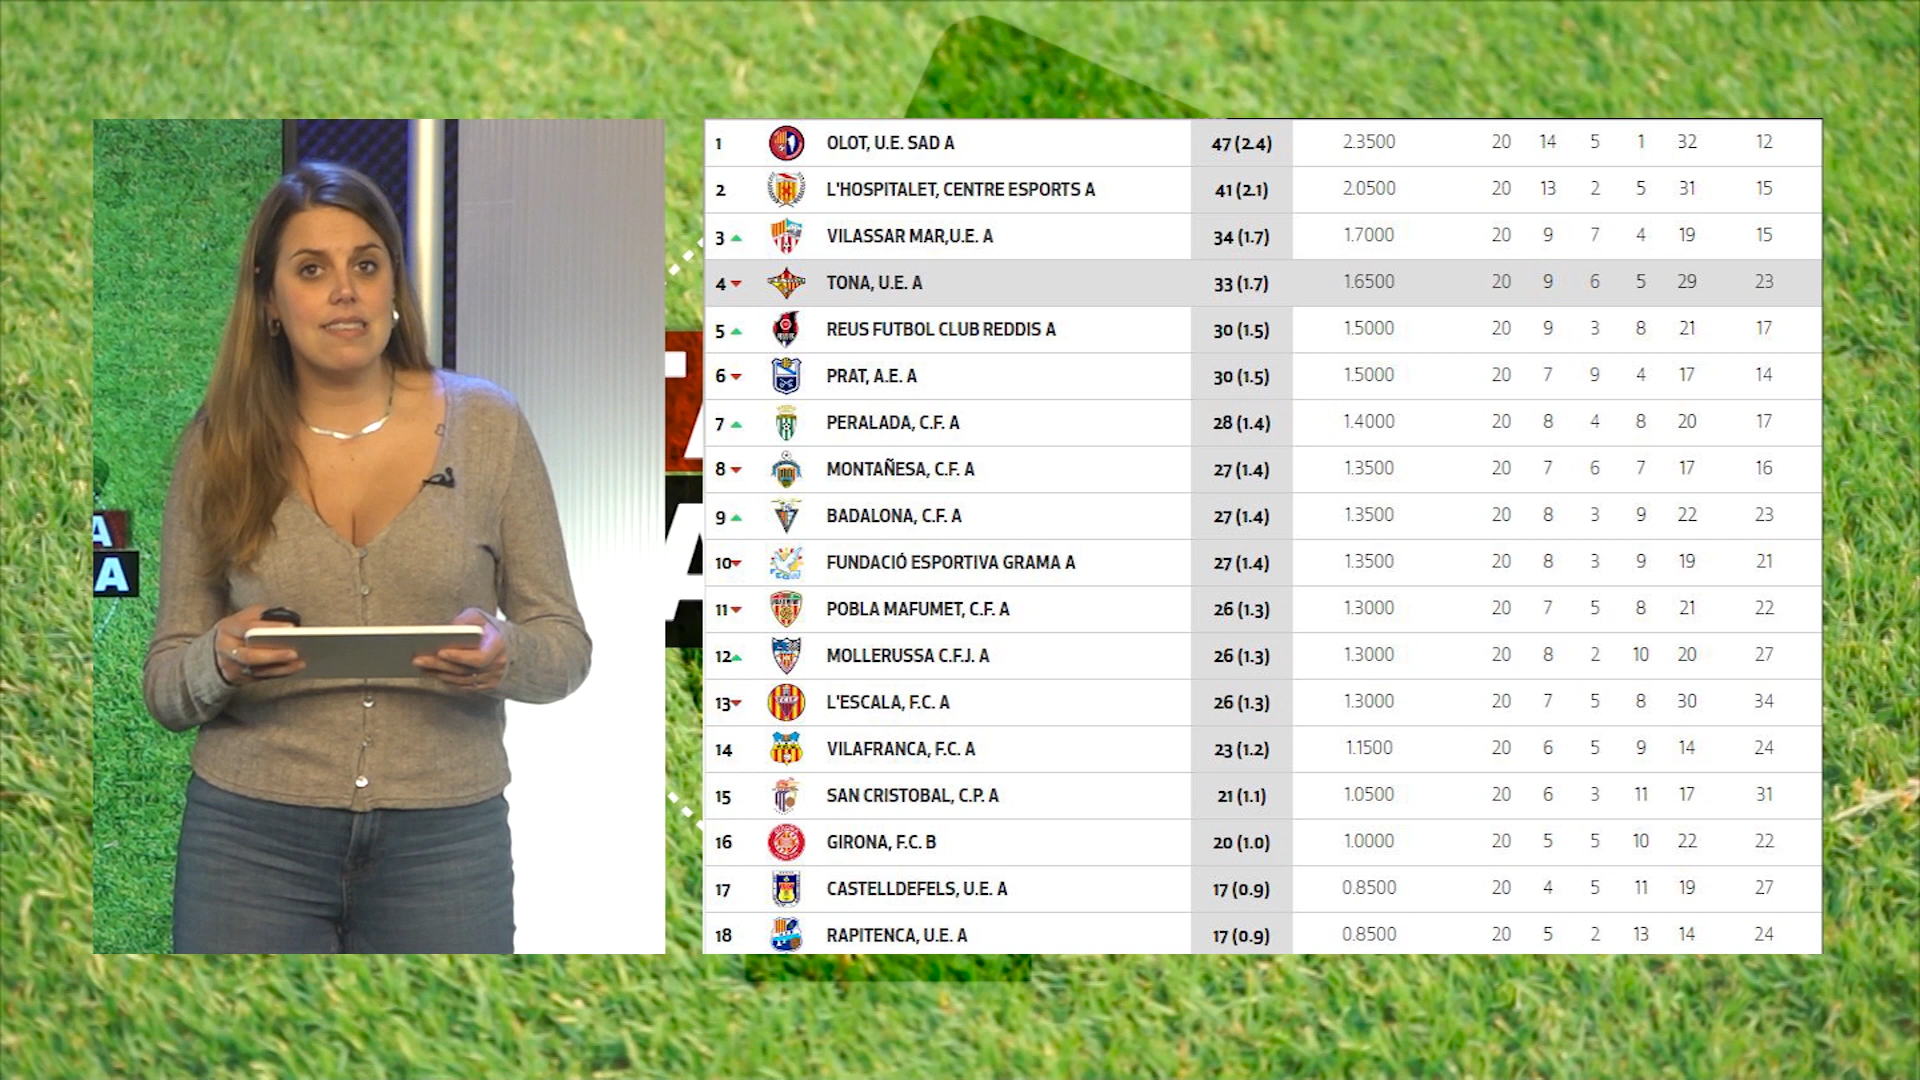 A
A
1 OLOT, U.E. SAD A 47 (2.4) 2.3500 20 14 5 1 32 12
2 L'HOSPITALET, CENTRE ESPORTS A 41 (2.1) 2.0500 20 13 2 5 31 15
3 VILASSAR MAR,U.E. A 34 (1.7) 1.7000 20 9 7 4 19 15
4 TONA, U.E. A 33 (1.7) 1.6500 20 9 6 5 29 23
5 REUS FUTBOL CLUB REDDIS A 30 (1.5) 1.5000 20 9 3 8 21 17
6 PRAT, A.E. A 30 (1.5) 1.5000 20 7 9 4 17 14
7 PERALADA, C.F. A 28 (1.4) 1.4000 20 8 4 8 20 17
8 MONTAÑESA, C.F. A 27 (1.4) 1.3500 20 7 6 7 17 16
9 BADALONA, C.F. A 27 (1.4) 1.3500 20 8 3 9 22 23
10 FUNDACIÓ ESPORTIVA GRAMA A 27 (1.4) 1.3500 20 8 3 9 19 21
11 POBLA MAFUMET, C.F. A 26 (1.3) 1.3000 20 7 5 8 21 22
12 MOLLERUSSA C.F.J. A 26 (1.3) 1.3000 20 8 2 10 20 27
13 L'ESCALA, F.C. A 26 (1.3) 1.3000 20 7 5 8 30 34
14 VILAFRANCA, F.C. A 23 (1.2) 1.1500 20 6 5 9 14 24
15 SAN CRISTOBAL, C.P. A 21 (1.1) 1.0500 20 6 3 11 17 31
16 GIRONA, F.C. B 20 (1.0) 1.0000 20 5 5 10 22 22
17 CASTELLDEFELS, U.E. A 17 (0.9) 0.8500 20 4 5 11 19 27
18 RAPITENCA, U.E. A 17 (0.9) 0.8500 20 5 2 13 14 24